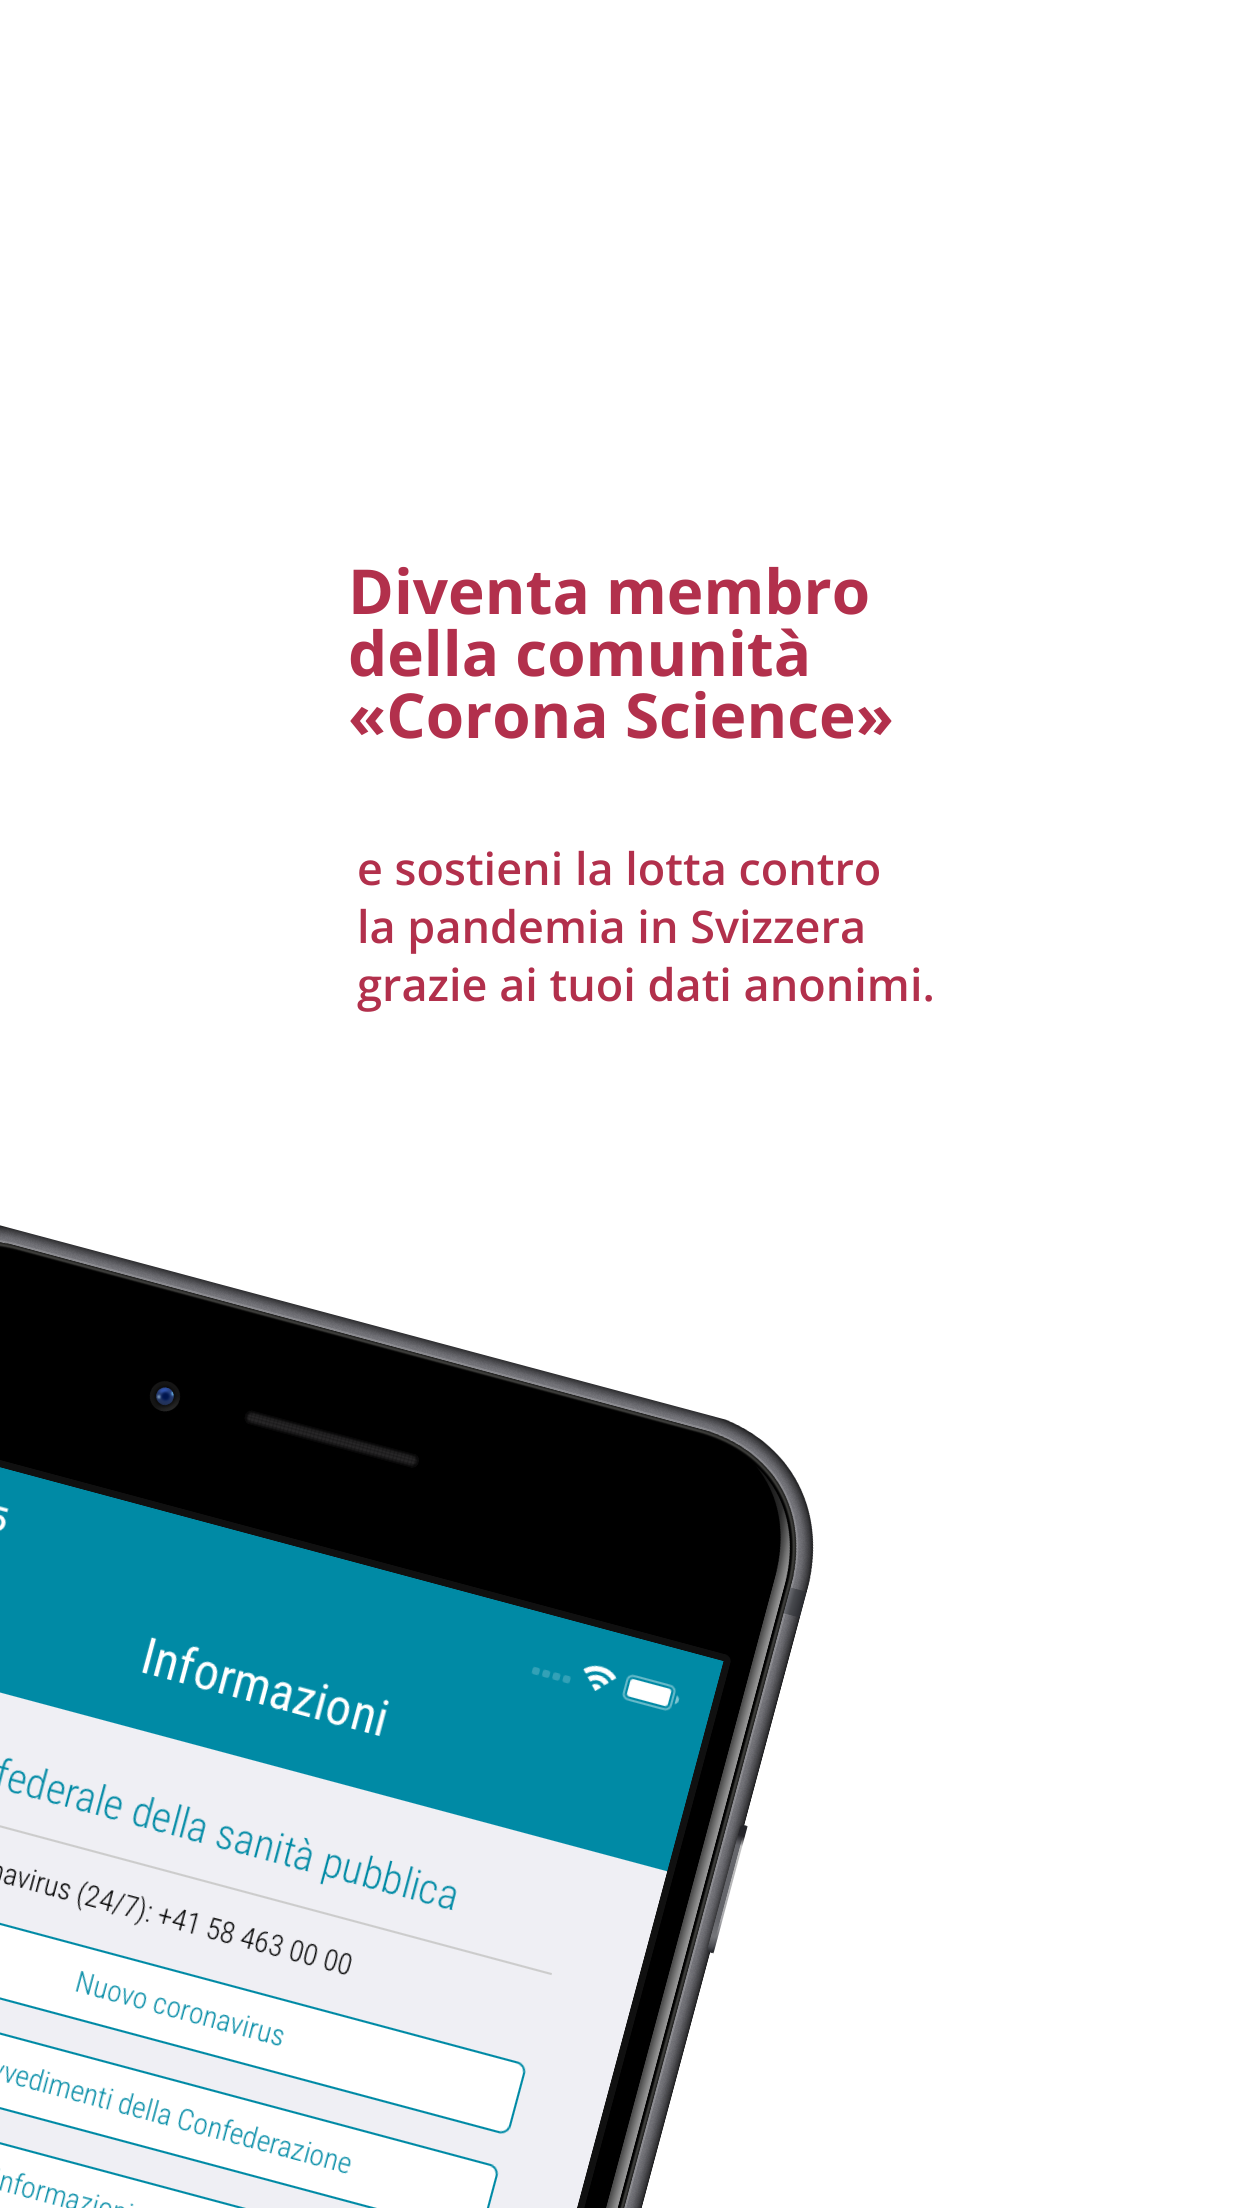 Diventa membro
della comunità
«Corona Science»
e sostieni la lotta contro
la pandemia in Svizzera
grazie ai tuoi dati anonimi.
5
Informazioni
federale della sanità pubblica
navirus (24/7): +41 58 463 00 00
Nuovo coronavirus
vvedimenti della Confederazione
nformazioni